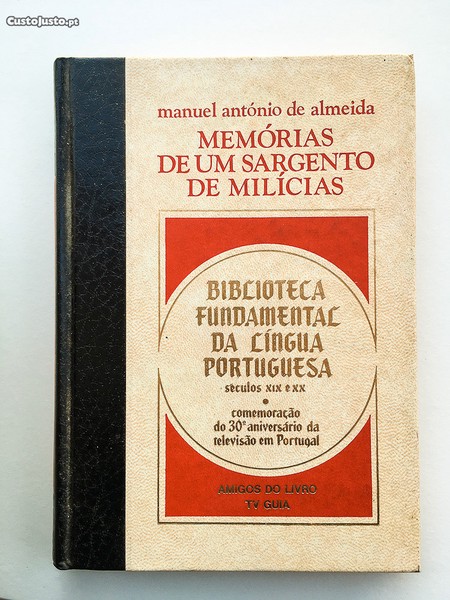 CustoJusto.pt
manuel antónio de almeida
MEMÓRIAS
DE UM SARGENTO
DE MILÍCIAS
BIBLIOTECA
FUNDAMENTAL
DA LÍNGUA
PORTUGUESA
séculos XIX e XX
•
comemoração
do 30º aniversário da
televisão em Portugal
AMIGOS DO LIVRO
TV GUIA